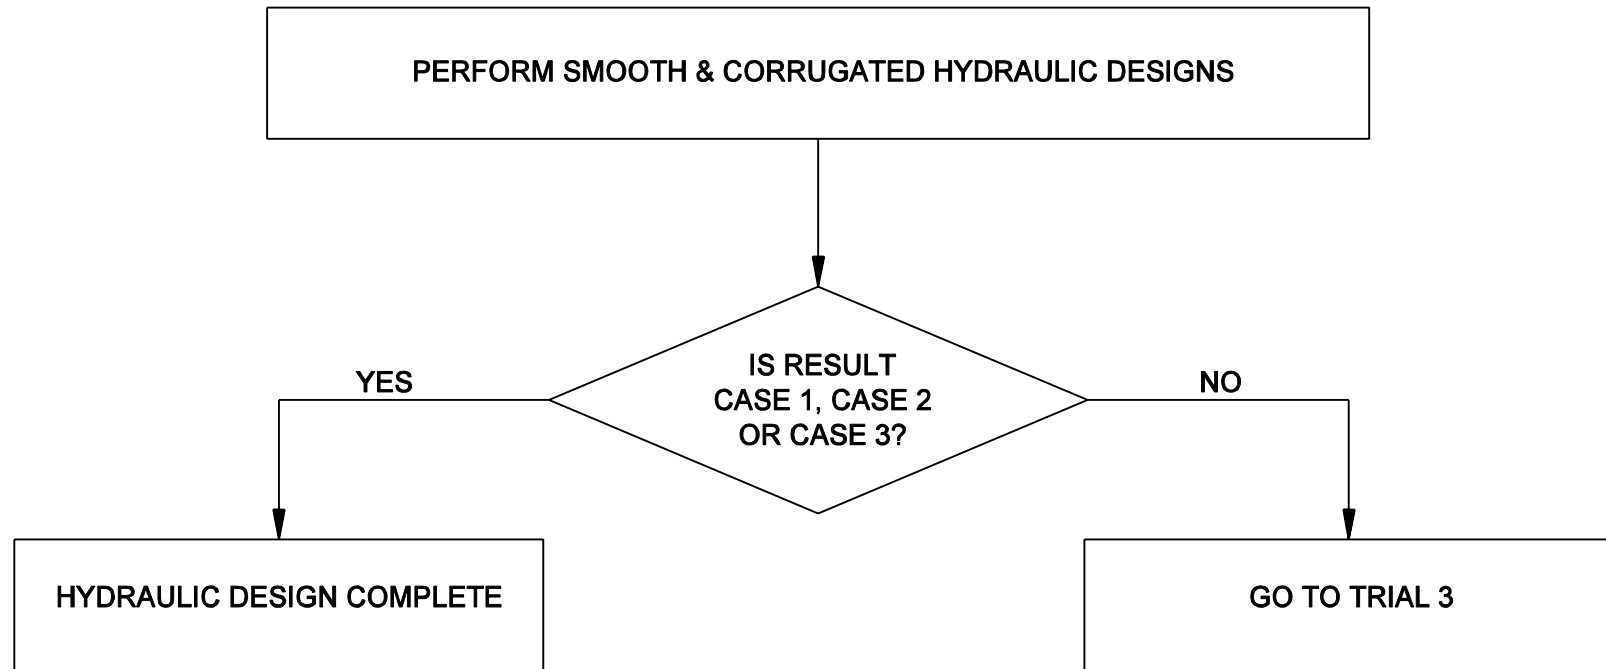 PERFORM SMOOTH & CORRUGATED HYDRAULIC DESIGNS
IS RESULT
CASE 1, CASE 2
OR CASE 3?
YES
NO
HYDRAULIC DESIGN COMPLETE
GO TO TRIAL 3